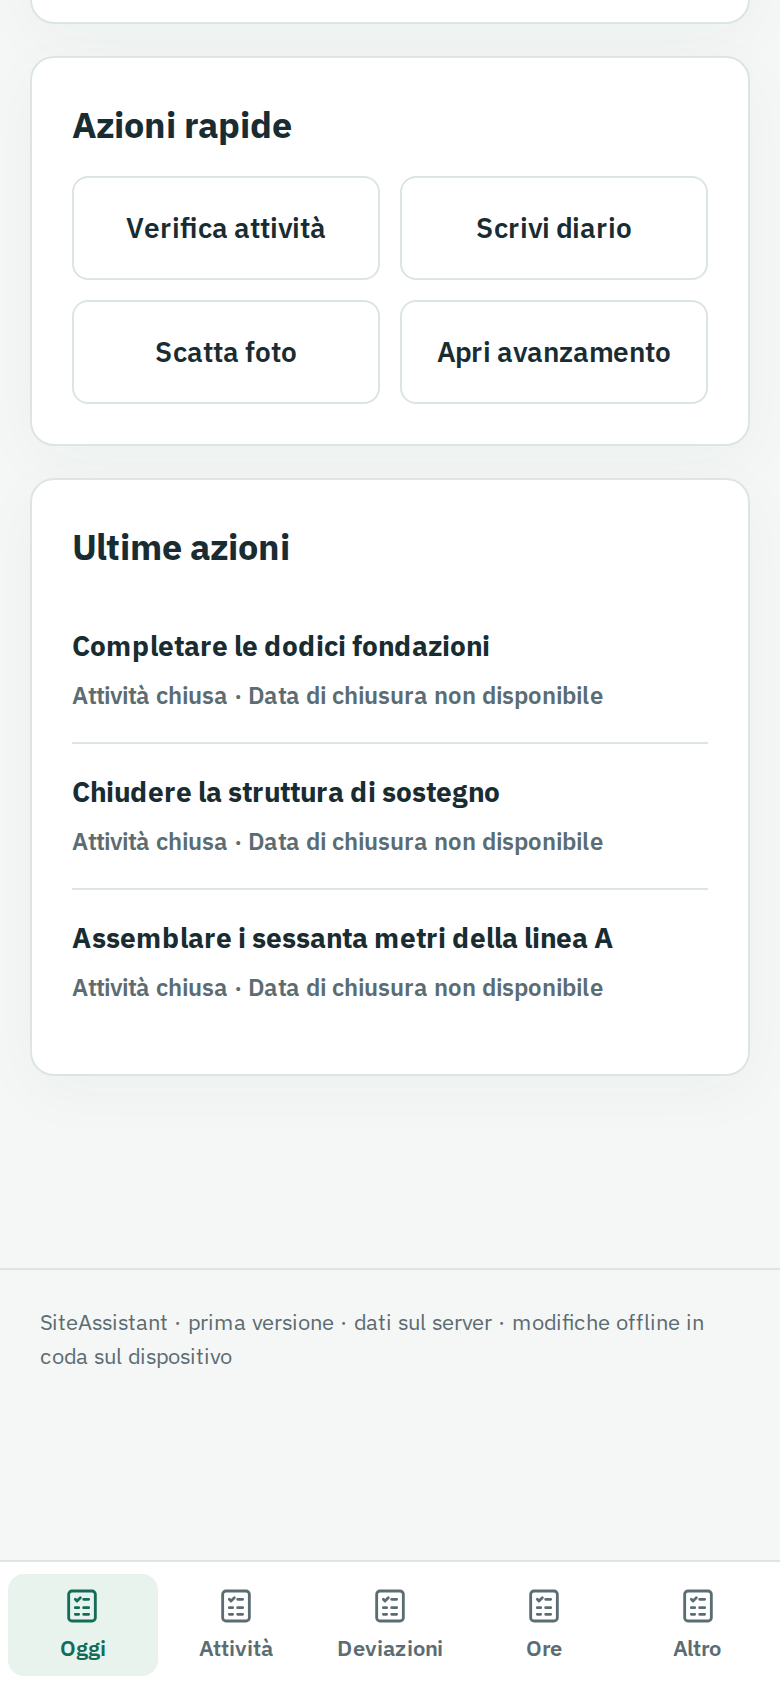 Azioni rapide
Verifica attività
Scrivi diario
Scatta foto
Apri avanzamento
Ultime azioni
Completare le dodici fondazioni
Attività chiusa · Data di chiusura non disponibile
Chiudere la struttura di sostegno
Attività chiusa · Data di chiusura non disponibile
Assemblare i sessanta metri della linea A
Attività chiusa · Data di chiusura non disponibile
SiteAssistant · prima versione · dati sul server · modifiche offline in
coda sul dispositivo
Oggi
Attività
Deviazioni
Ore
Altro